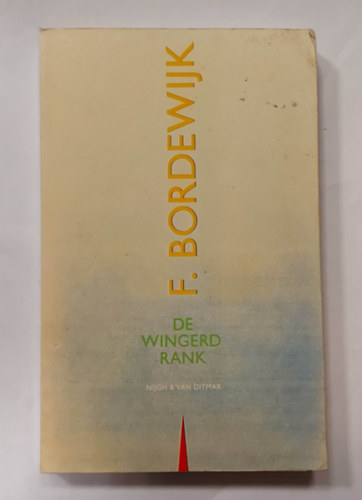 F. BORDEWIJK
DE
WINGERD
RANK
NIJGH & VAN DITMAR